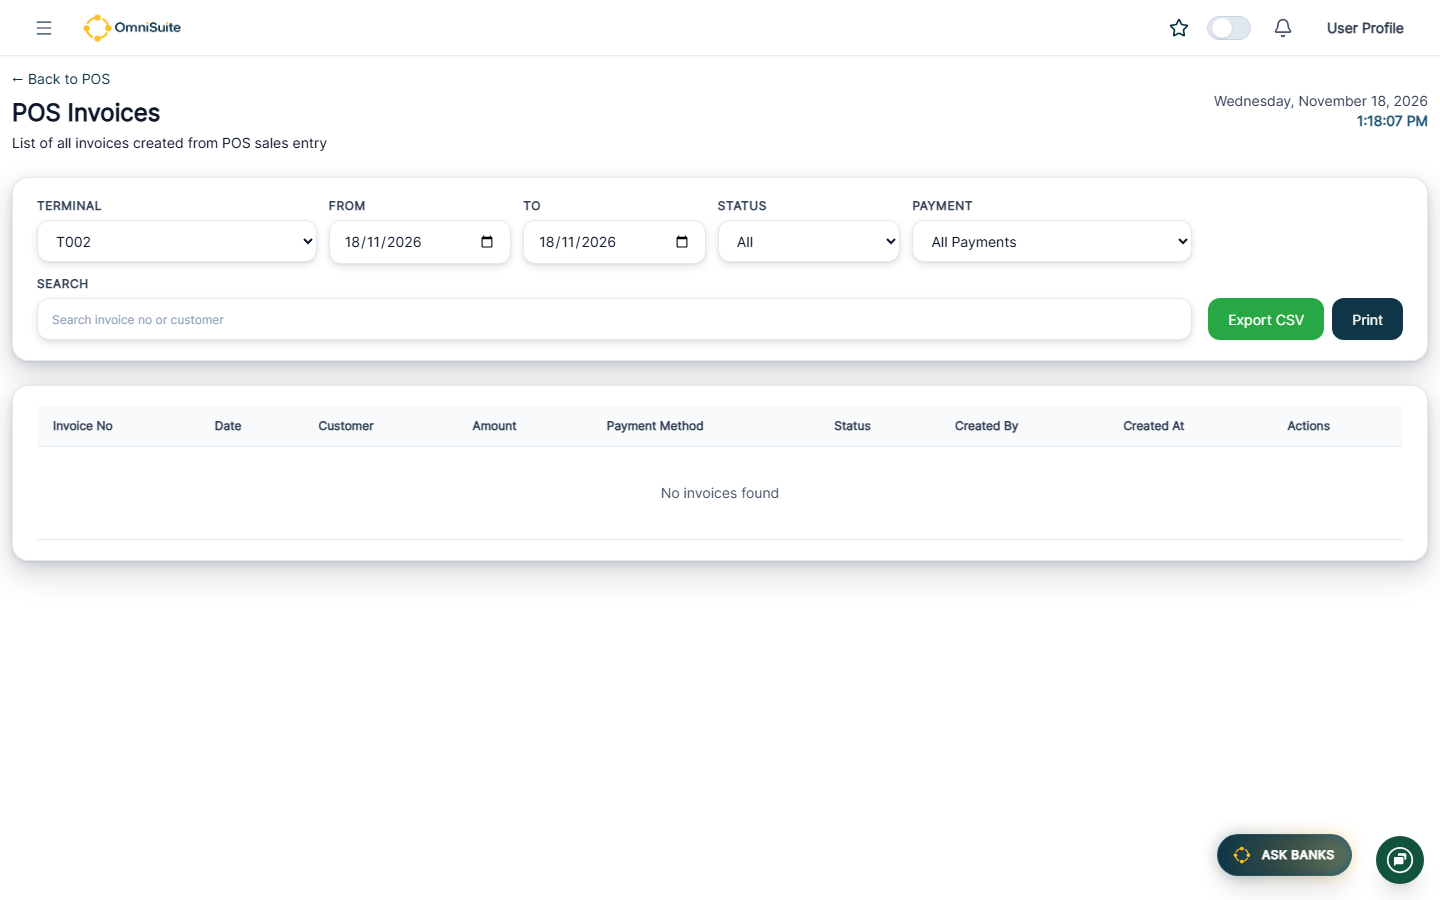 OmniSuite
User Profile
← Back to POS
POS Invoices
List of all invoices created from POS sales entry
Wednesday, November 18, 2026
1:18:07 PM
TERMINAL
FROM
TO
STATUS
PAYMENT
T002
18/11/2026
18/11/2026
All
All Payments
SEARCH
Search invoice no or customer
Export CSV
Print
Invoice No
Date
Customer
Amount
Payment Method
Status
Created By
Created At
Actions
No invoices found
ASK BANKS